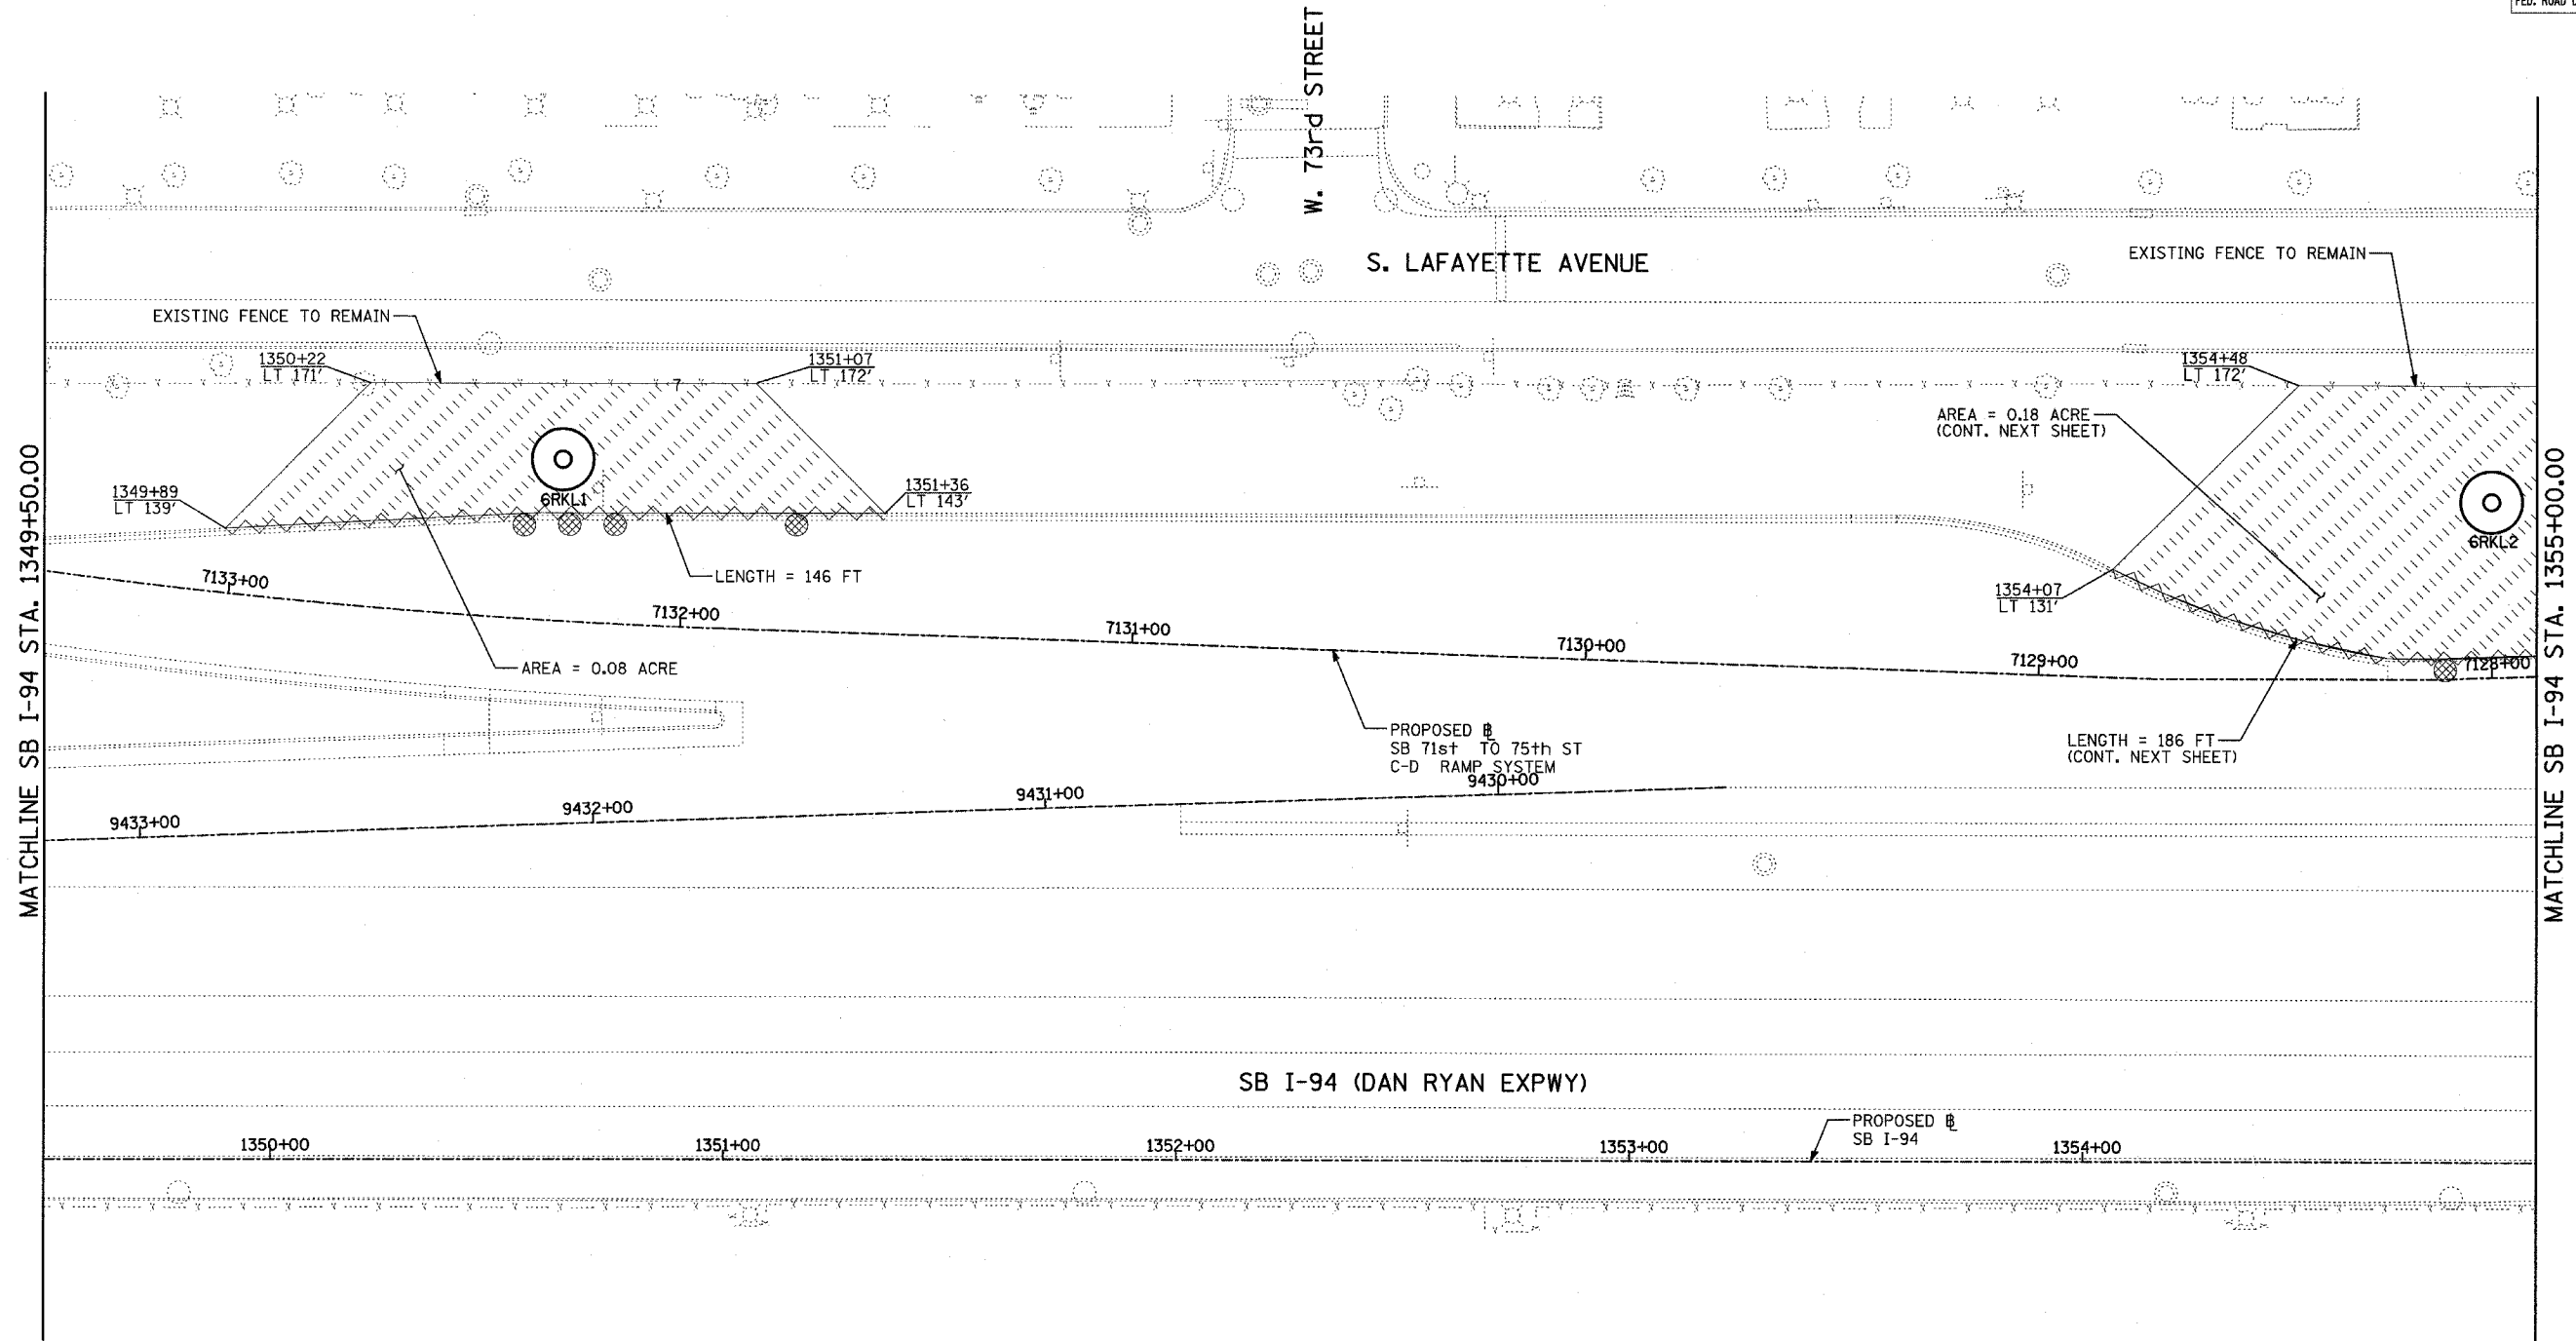 W. 73rd STREET
S. LAFAYETTE AVENUE
EXISTING FENCE TO REMAIN
EXISTING FENCE TO REMAIN
1350+22
LT 171'
1351+07
LT 172'
1354+48
LT 172'
AREA = 0.18 ACRE
(CONT. NEXT SHEET)
1349+89
LT 139'
6RKL1
1351+36
LT 143'
6RKL2
LENGTH = 146 FT
1354+07
LT 131'
7133+00
7132+00
7131+00
7130+00
7129+00
7128+00
AREA = 0.08 ACRE
PROPOSED ℄
SB 71st TO 75th ST
C-D RAMP SYSTEM
LENGTH = 186 FT
(CONT. NEXT SHEET)
9433+00
9432+00
9431+00
9430+00
MATCHLINE SB I-94 STA. 1349+50.00
MATCHLINE SB I-94 STA. 1355+00.00
SB I-94 (DAN RYAN EXPWY)
PROPOSED ℄
SB I-94
1350+00
1351+00
1352+00
1353+00
1354+00